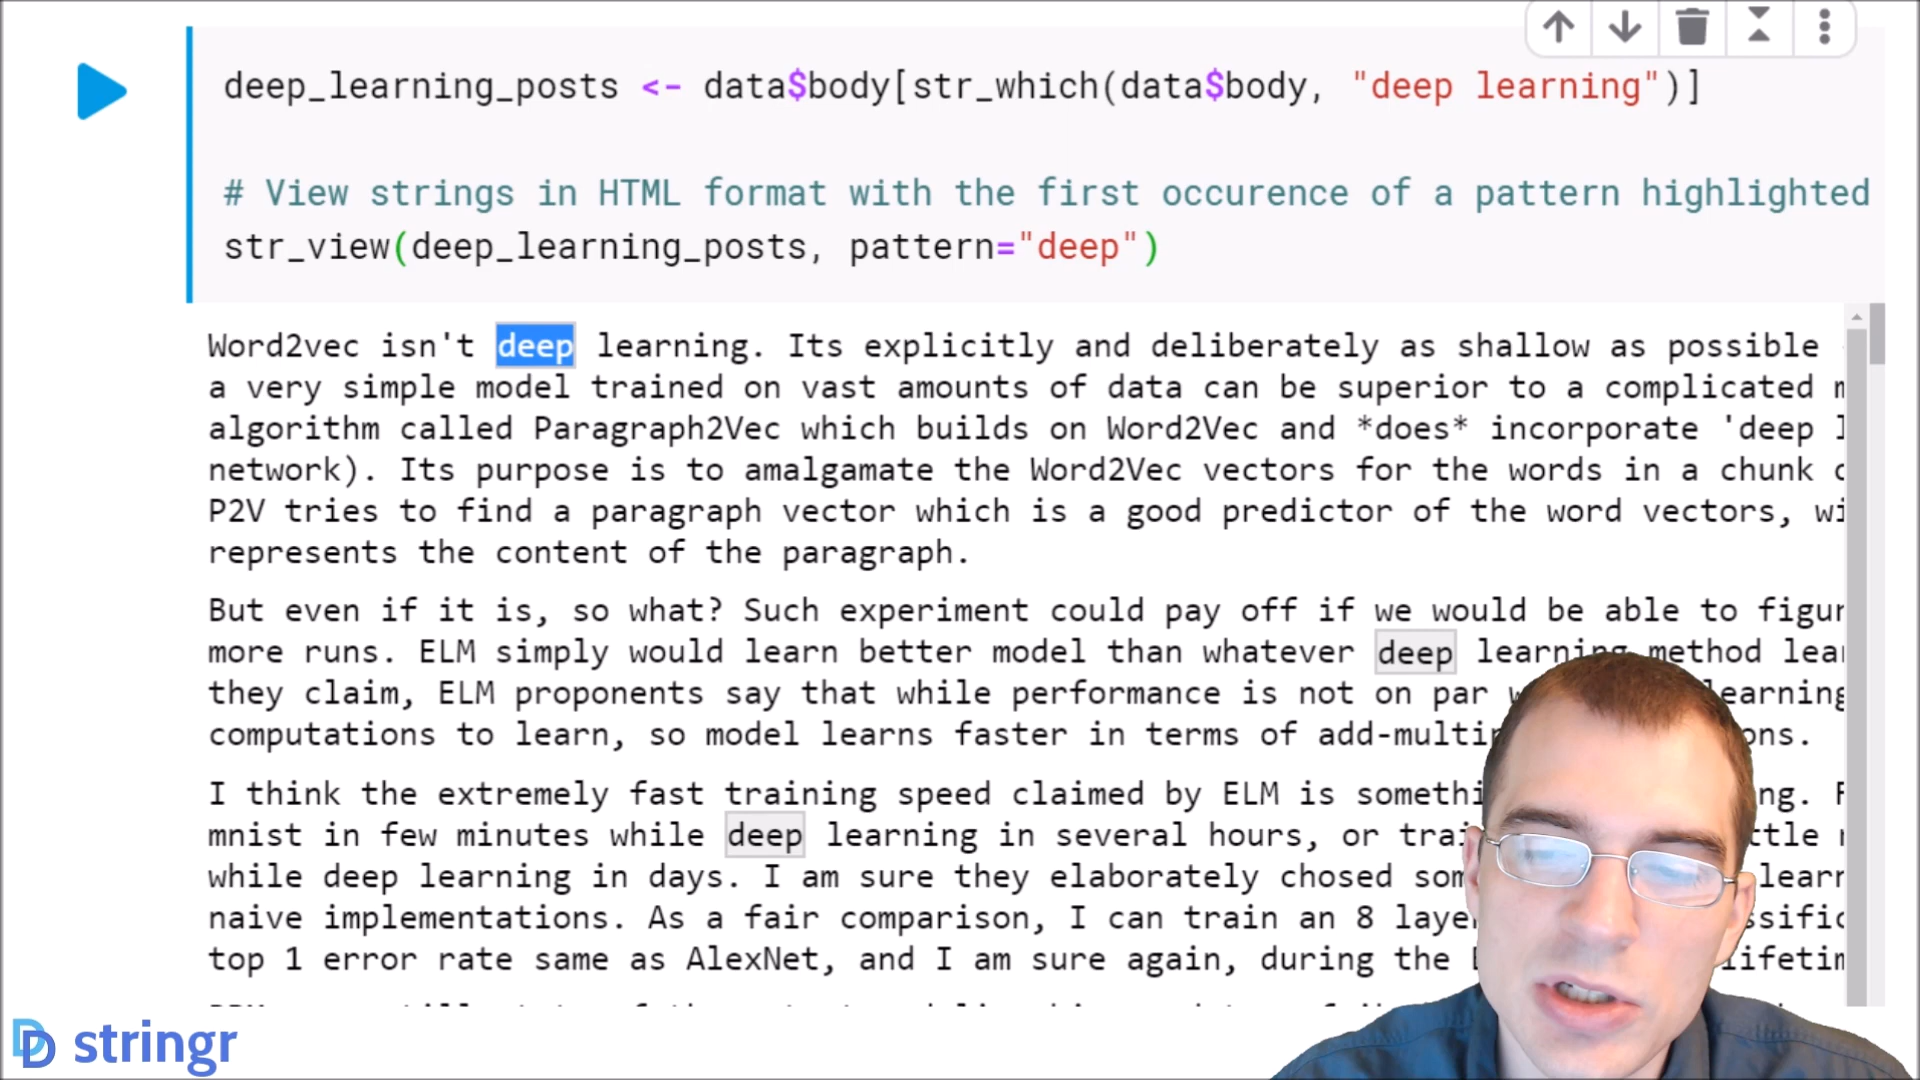 deep_learning_posts <- data$body[str_which(data$body, "deep learning")]
# View strings in HTML format with the first occurence of a pattern highlighted
str_view(deep_learning_posts, pattern="deep")
Word2vec isn't deep learning. Its explicitly and deliberately as shallow as possible
a very simple model trained on vast amounts of data can be superior to a complicated
algorithm called Paragraph2Vec which builds on Word2Vec and *does* incorporate 'deep
network). Its purpose is to amalgamate the Word2Vec vectors for the words in a chunk
P2V tries to find a paragraph vector which is a good predictor of the word vectors,
represents the content of the paragraph.
But even if it is, so what? Such experiment could pay off if we would be able to
more runs. ELM simply would learn better model than whatever deep learning method
they claim, ELM proponents say that while performance is not on par learning
computations to learn, so model learns faster in terms of
I think the extremely fast training speed claimed by ELM is
mnist in few minutes while deep learning in several hours, or
while deep learning in days. I am sure they elaborately chosed
naive implementations. As a fair comparison, I can train an 8
top 1 error rate same as AlexNet, and I am sure again, during the
stringr